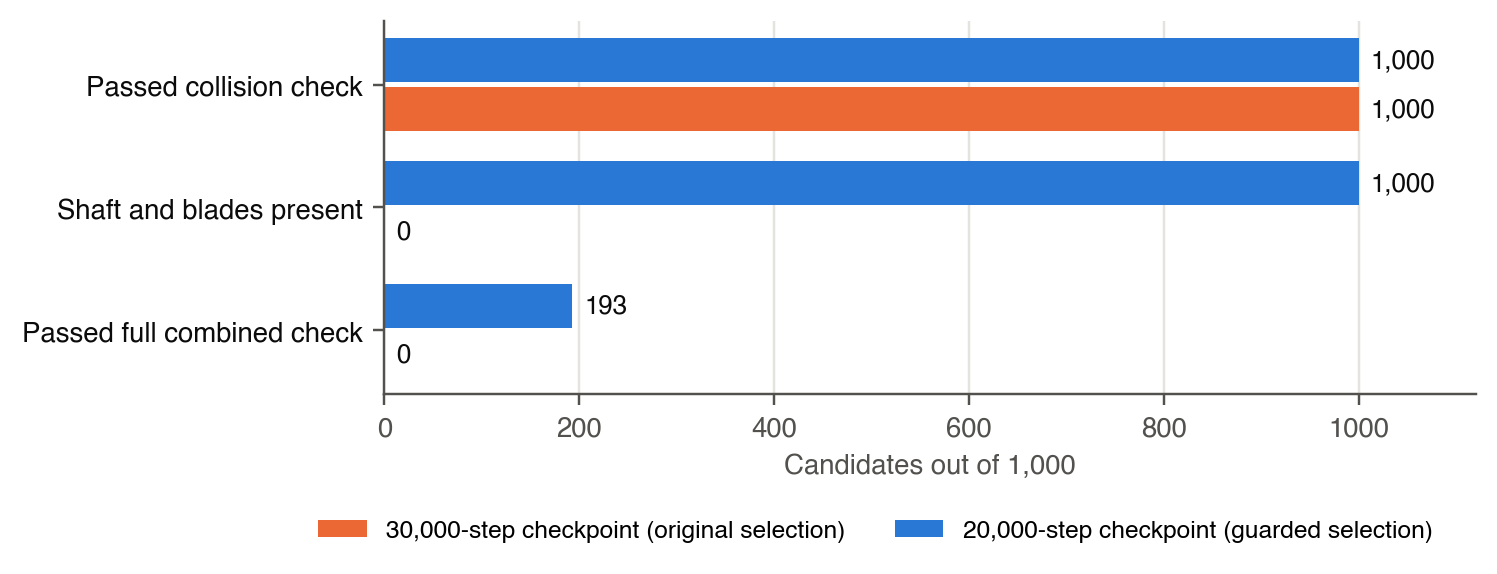 Passed collision check
1,000
1,000
Shaft and blades present
1,000
0
Passed full combined check
193
0
0 200 400 600 800 1000
Candidates out of 1,000
30,000-step checkpoint (original selection) 20,000-step checkpoint (guarded selection)